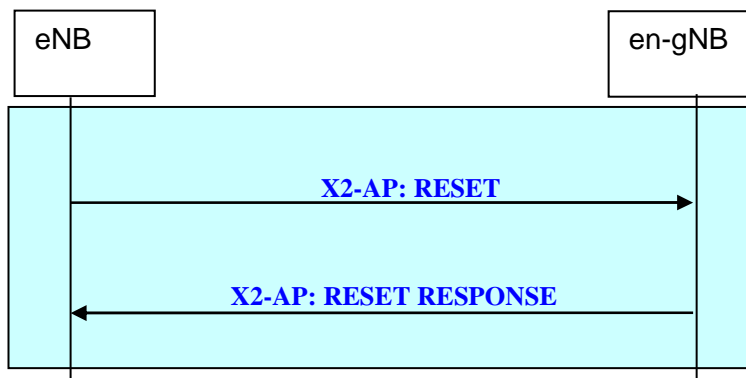 eNB
en-gNB
X2-AP: RESET
X2-AP: RESET RESPONSE